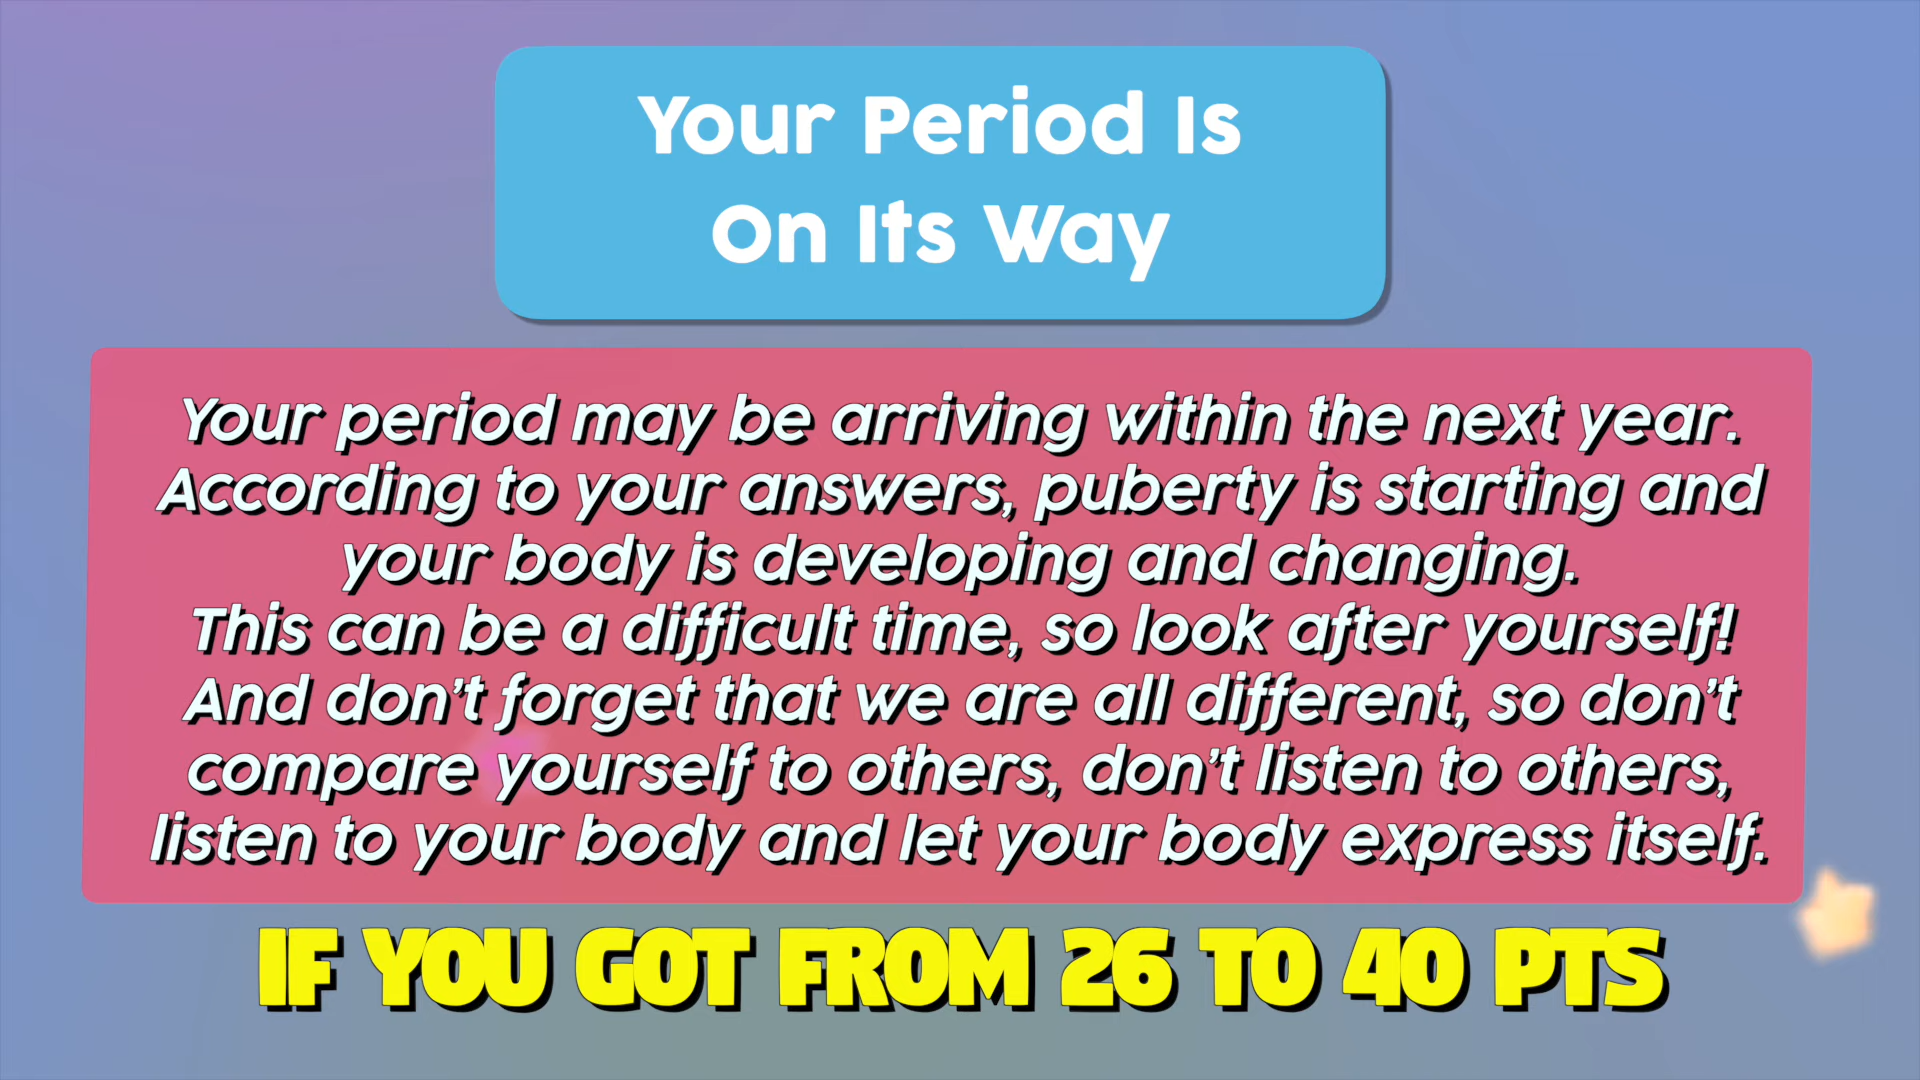 Your Period Is
On Its Way
Your period may be arriving within the next year.
According to your answers, puberty is starting and
your body is developing and changing.
This can be a difficult time, so look after yourself!
And don’t forget that we are all different, so don’t
compare yourself to others, don’t listen to others,
listen to your body and let your body express itself.
IF YOU GOT FROM 26 TO 40 PTS